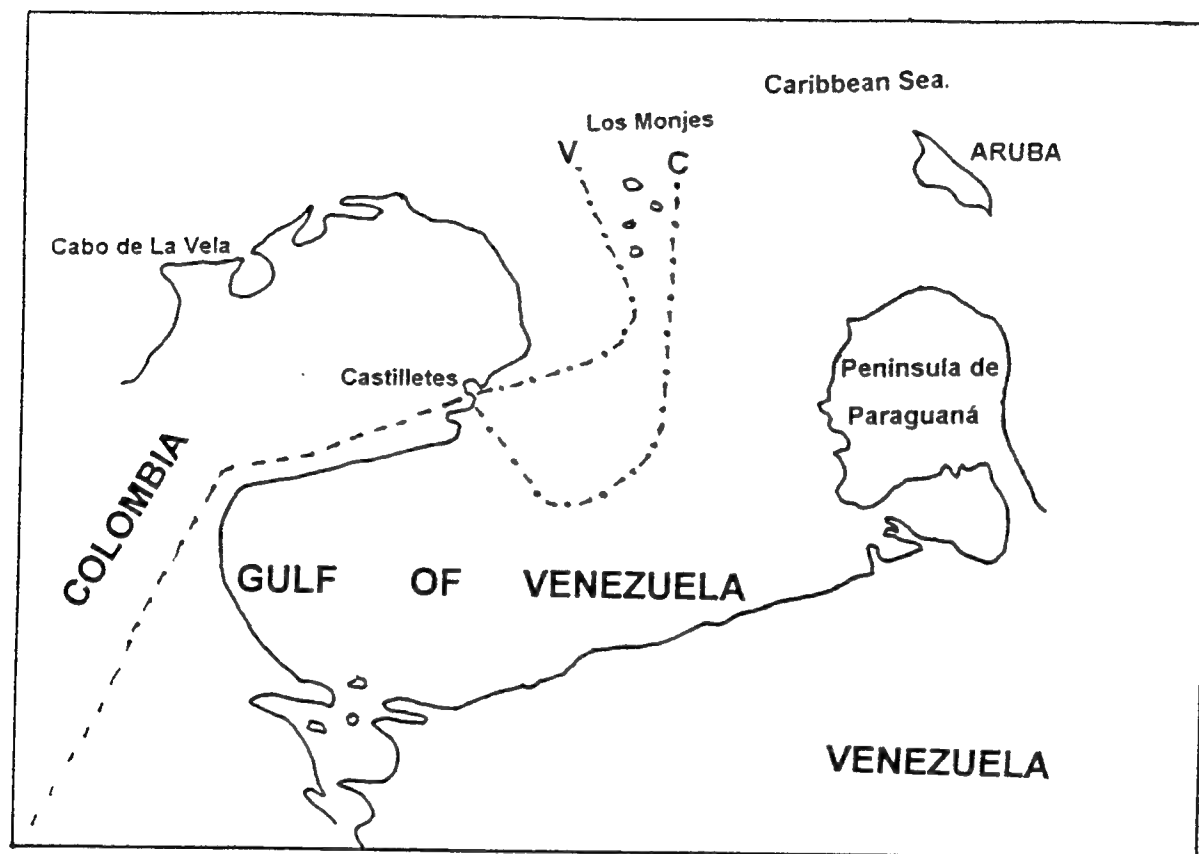 Caribbean Sea.
Los Monjes
V
C
ARUBA
Cabo de La Vela
Castilletes
Peninsula de
Paraguaná
COLOMBIA
GULF OF VENEZUELA
VENEZUELA